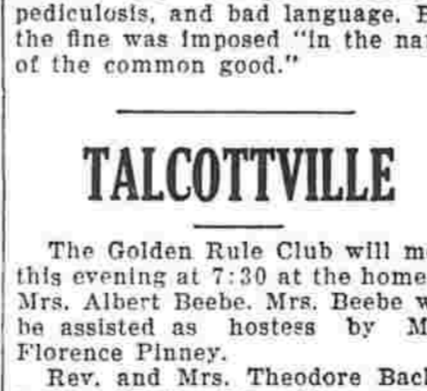 pediculosis, and bad language.
the fine was imposed "in the
of the common good."
TALCOTTVILLE
The Golden Rule Club will
this evening at 7:30 at the home
Mrs. Albert Beebe. Mrs. Beebe
be assisted as hostess by
Florence Pinney.
Rev. and Mrs. Theodore